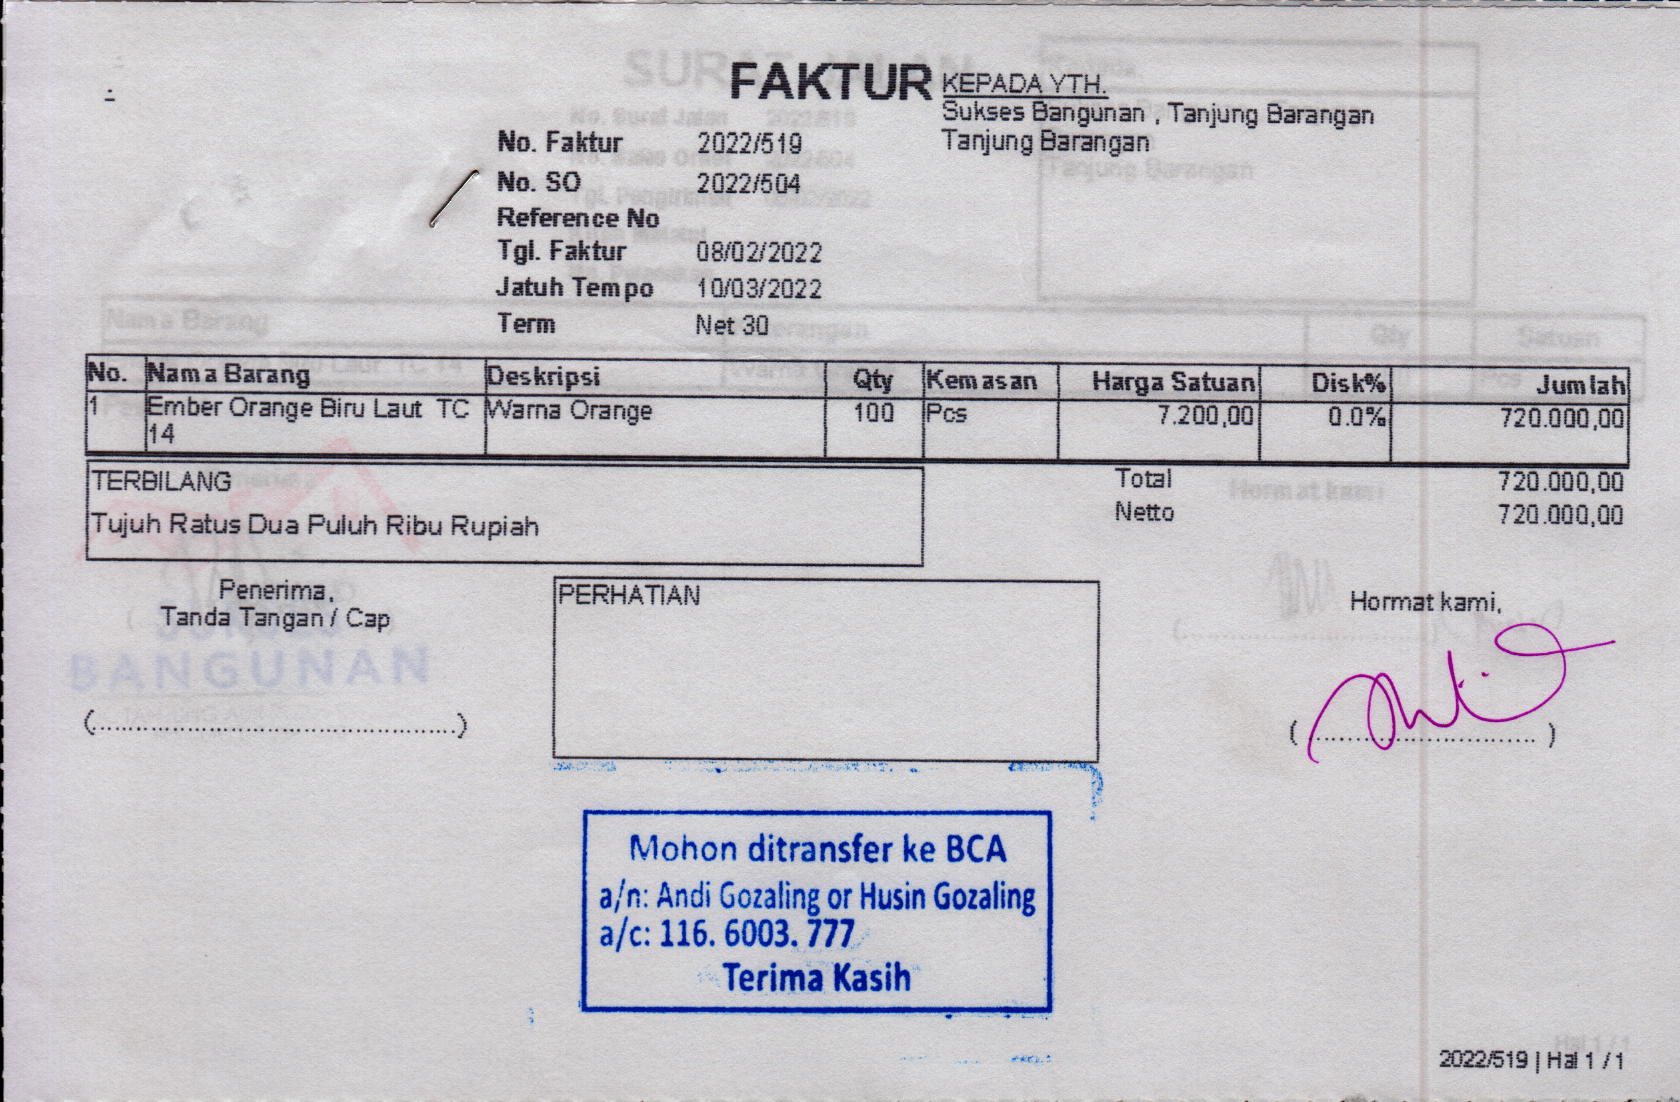 FAKTUR
KEPADA YTH.
Sukses Bangunan , Tanjung Barangan
Tanjung Barangan
No. Faktur 2022/519
No. SO 2022/504
Reference No
Tgl. Faktur 08/02/2022
Jatuh Tempo 10/03/2022
Term Net 30
No. Nama Barang Deskripsi Qty Kemasan Harga Satuan Disk% Jumlah
1 Ember Orange Biru Laut TC Warna Orange 100 Pcs 7.200,00 0.0% 720.000,00
14
TERBILANG
Tujuh Ratus Dua Puluh Ribu Rupiah
Total 720.000,00
Netto 720.000,00
Penerima,
Tanda Tangan / Cap
PERHATIAN
Hormat kami,
BANGUNAN
(..................................................)
( ................................ )
Mohon ditransfer ke BCA
a/n: Andi Gozaling or Husin Gozaling
a/c: 116. 6003. 777
Terima Kasih
2022/519 | Hal 1 / 1